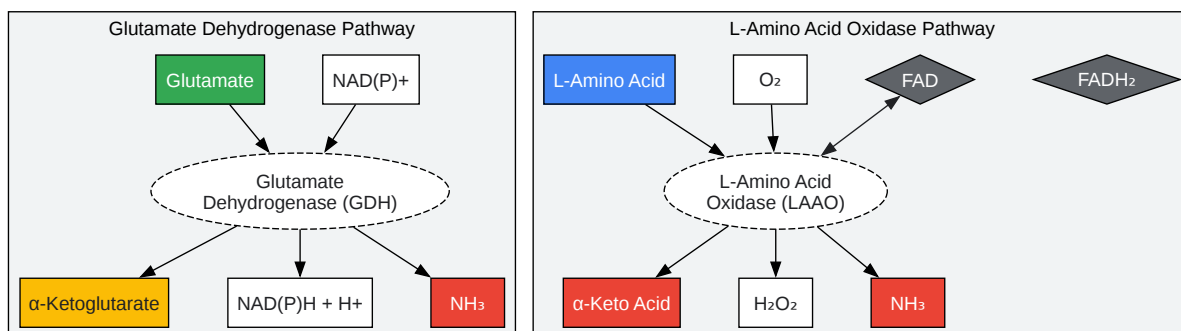 Glutamate Dehydrogenase Pathway
Glutamate
NAD(P)+
Glutamate
Dehydrogenase (GDH)
α-Ketoglutarate
NAD(P)H + H+
NH₃
L-Amino Acid Oxidase Pathway
L-Amino Acid
O₂
FAD
FADH₂
L-Amino Acid
Oxidase (LAAO)
α-Keto Acid
H₂O₂
NH₃